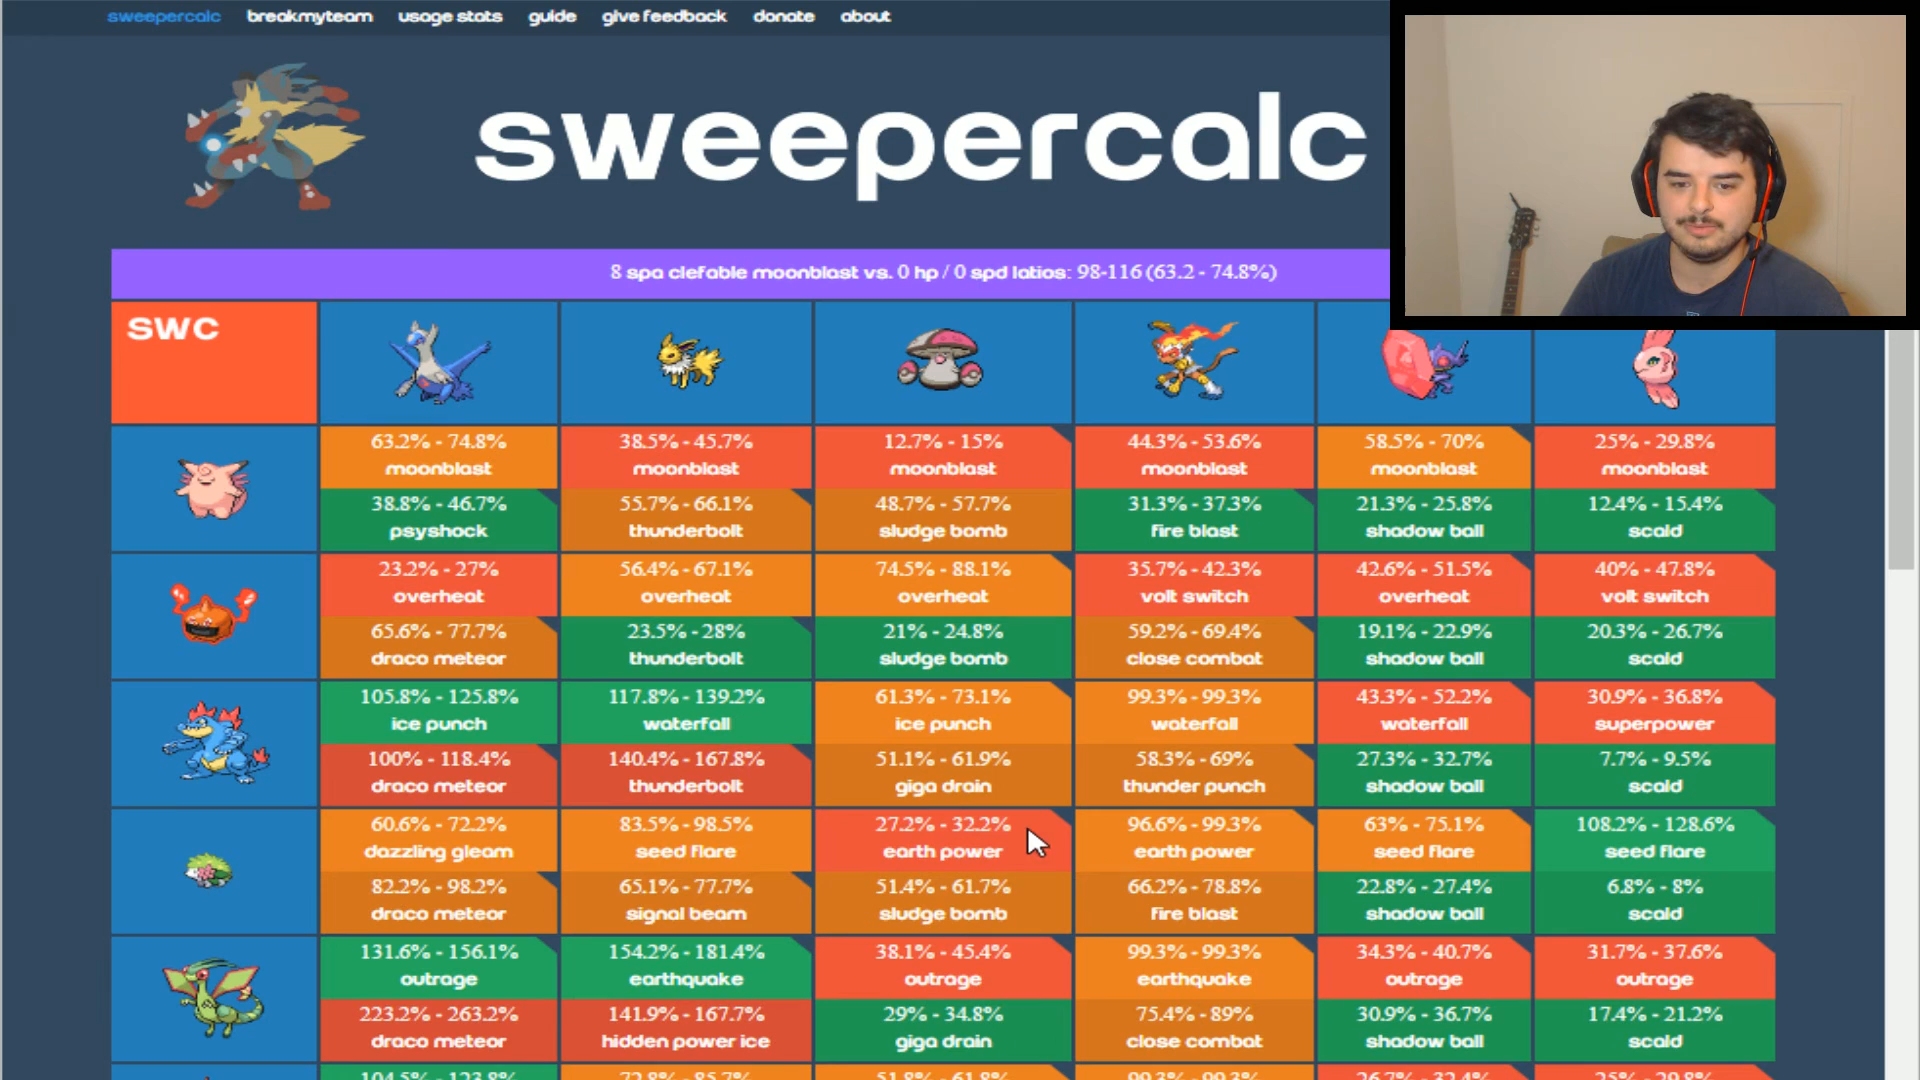 sweepercalc breakmyteam usage stats guide give feedback donate about
sweepercalc
8 spa clefable moonblast vs. 0 hp / 0 spd latios: 98-116 (63.2 - 74.8%)
SWC
63.2% - 74.8% 38.5% - 45.7% 12.7% - 15% 44.3% - 53.6% 58.5% - 70% 25% - 29.8%
moonblast moonblast moonblast moonblast moonblast moonblast
38.8% - 46.7% 55.7% - 66.1% 48.7% - 57.7% 31.3% - 37.3% 21.3% - 25.8% 12.4% - 15.4%
psyshock thunderbolt sludge bomb fire blast shadow ball scald
23.2% - 27% 56.4% - 67.1% 74.5% - 88.1% 35.7% - 42.3% 42.6% - 51.5% 40% - 47.8%
overheat overheat overheat volt switch overheat volt switch
65.6% - 77.7% 23.5% - 28% 21% - 24.8% 59.2% - 69.4% 19.1% - 22.9% 20.3% - 26.7%
draco meteor thunderbolt sludge bomb close combat shadow ball scald
105.8% - 125.8% 117.8% - 139.2% 61.3% - 73.1% 99.3% - 99.3% 43.3% - 52.2% 30.9% - 36.8%
ice punch waterfall ice punch waterfall waterfall superpower
100% - 118.4% 140.4% - 167.8% 51.1% - 61.9% 58.3% - 69% 27.3% - 32.7% 7.7% - 9.5%
draco meteor thunderbolt giga drain thunder punch shadow ball scald
60.6% - 72.2% 83.5% - 98.5% 27.2% - 32.2% 96.6% - 99.3% 63% - 75.1% 108.2% - 128.6%
dazzling gleam seed flare earth power earth power seed flare seed flare
82.2% - 98.2% 65.1% - 77.7% 51.4% - 61.7% 66.2% - 78.8% 22.8% - 27.4% 6.8% - 8%
draco meteor signal beam sludge bomb fire blast shadow ball scald
131.6% - 156.1% 154.2% - 181.4% 38.1% - 45.4% 99.3% - 99.3% 34.3% - 40.7% 31.7% - 37.6%
outrage earthquake outrage earthquake outrage outrage
223.2% - 263.2% 141.9% - 167.7% 29% - 34.8% 75.4% - 89% 30.9% - 36.7% 17.4% - 21.2%
draco meteor hidden power ice giga drain close combat shadow ball scald